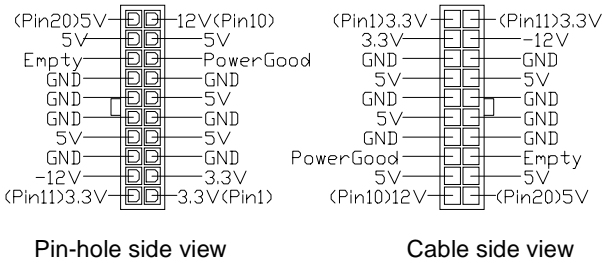 (Pin20)5V 12V(Pin10)
5V 5V
Empty PowerGood
GND GND
GND 5V
GND GND
5V 5V
GND GND
-12V 3.3V
(Pin11)3.3V 3.3V(Pin1)
Pin-hole side view
(Pin1)3.3V (Pin11)3.3V
3.3V -12V
GND GND
5V 5V
GND GND
5V GND
GND GND
PowerGood Empty
5V 5V
(Pin10)12V (Pin20)5V
Cable side view